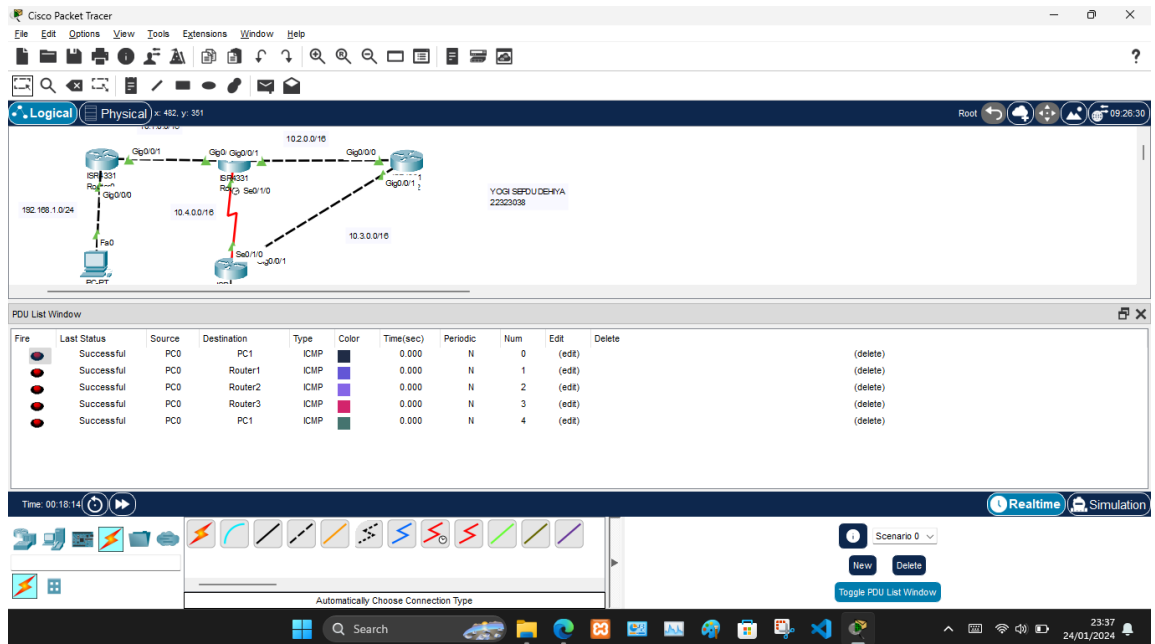 Cisco Packet Tracer
File Edit Options View Tools Extensions Window Help
?
Logical Physical x: 482, y: 351 Root 09:26:30
10.2.0.0/16
Gig0/0/1 Gig0/0/1 Gig0/0/0
ISR4331
Gig0/0/1
Gig0/0/0 Se0/1/0
YOGI SEPDU DEHIYA
22323038
192.168.1.0/24 10.4.0.0/16
10.3.0.0/16
Fa0
Se0/1/0
PC-PT
PDU List Window
Fire Last Status Source Destination Type Color Time(sec) Periodic Num Edit Delete
Successful PC0 PC1 ICMP 0.000 N 0 (edit) (delete)
Successful PC0 Router1 ICMP 0.000 N 1 (edit) (delete)
Successful PC0 Router2 ICMP 0.000 N 2 (edit) (delete)
Successful PC0 Router3 ICMP 0.000 N 3 (edit) (delete)
Successful PC0 PC1 ICMP 0.000 N 4 (edit) (delete)
Time: 00:18:14 Realtime Simulation
Scenario 0
New Delete
Toggle PDU List Window
Automatically Choose Connection Type
Search
23:37
24/01/2024